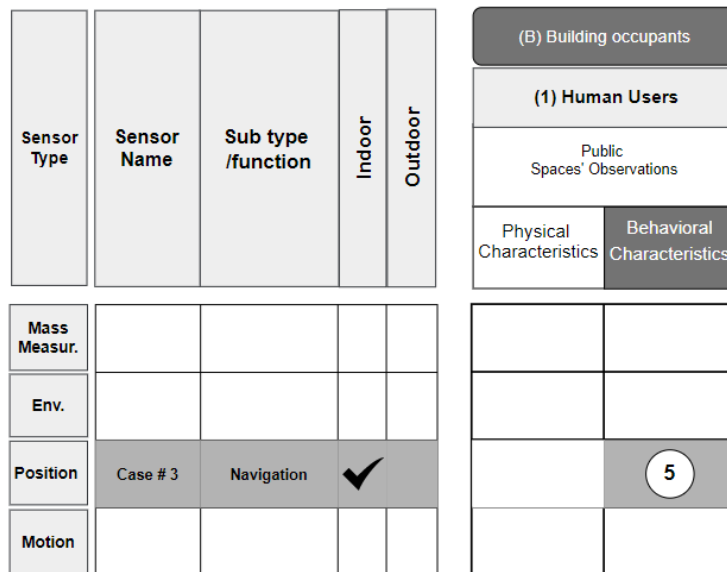 Sensor
Type
Sensor
Name
Sub type
/function
Indoor
Outdoor
(B) Building occupants
(1) Human Users
Public
Spaces' Observations
Physical
Characteristics
Behavioral
Characteristics
Mass
Measur.
Env.
Position
Case # 3
Navigation
5
Motion